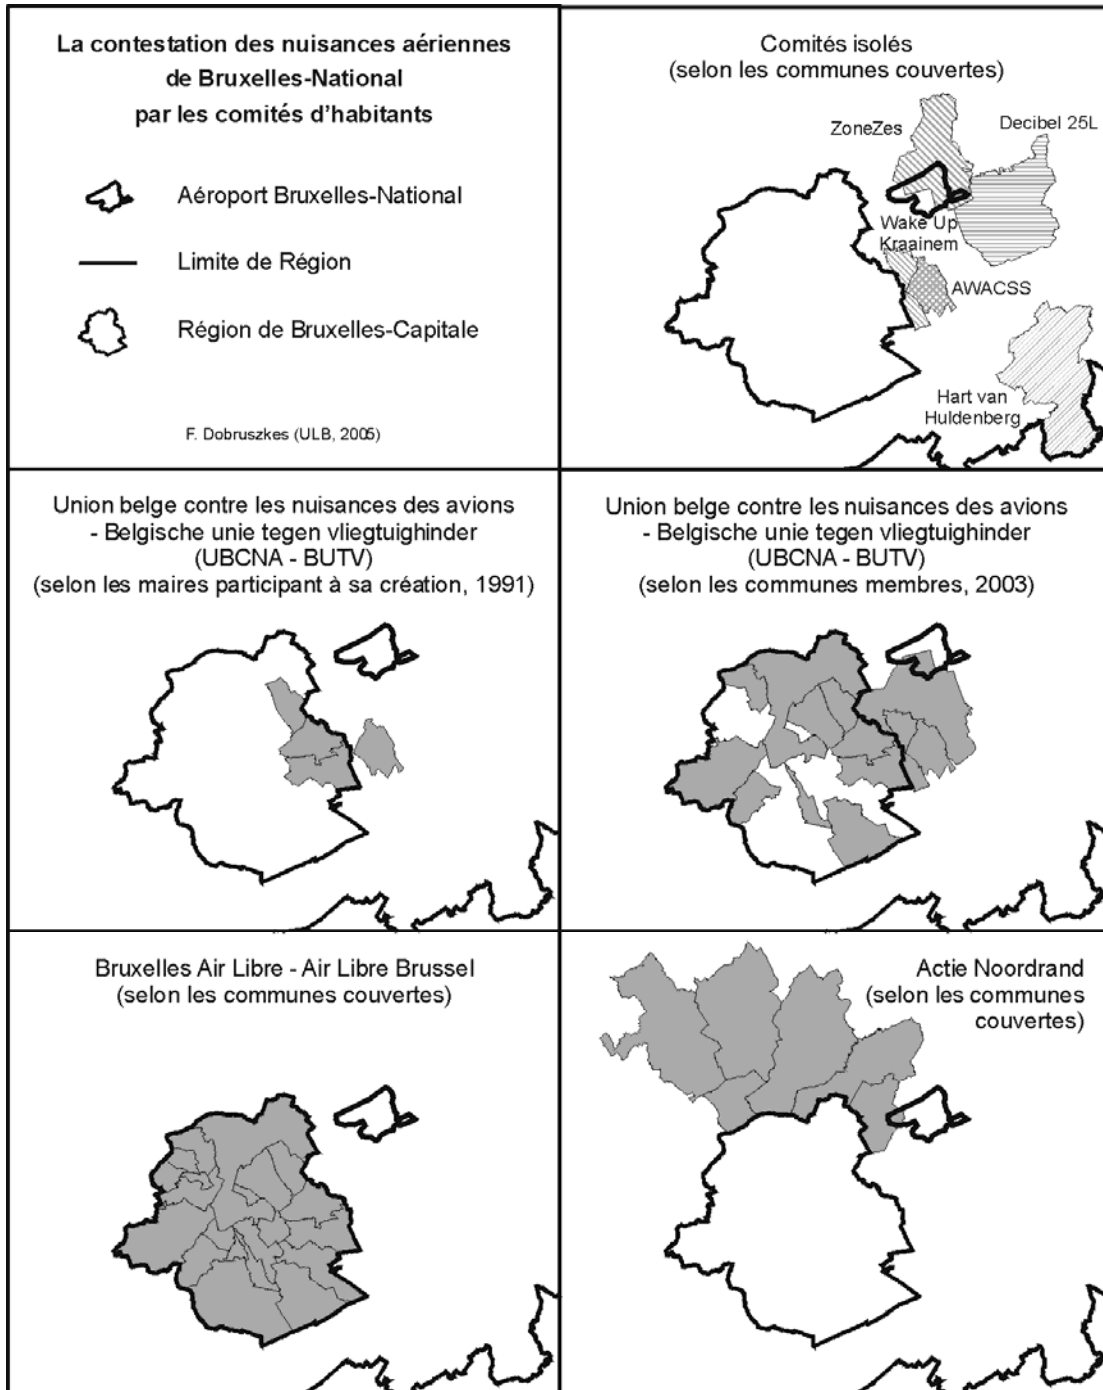 La contestation des nuisances aériennes
de Bruxelles-National
par les comités d'habitants
Aéroport Bruxelles-National
Limite de Région
Région de Bruxelles-Capitale
F. Dobruszkes (ULB, 2005)
Comités isolés
(selon les communes couvertes)
ZoneZes
Decibel 25L
Wake Up
Kraainem
AWACSS
Hart van
Huldenberg
Union belge contre les nuisances des avions
- Belgische unie tegen vliegtuighinder
(UBCNA - BUTV)
(selon les maires participant à sa création, 1991)
Union belge contre les nuisances des avions
- Belgische unie tegen vliegtuighinder
(UBCNA - BUTV)
(selon les communes membres, 2003)
Bruxelles Air Libre - Air Libre Brussel
(selon les communes couvertes)
Actie Noordrand
(selon les communes
couvertes)